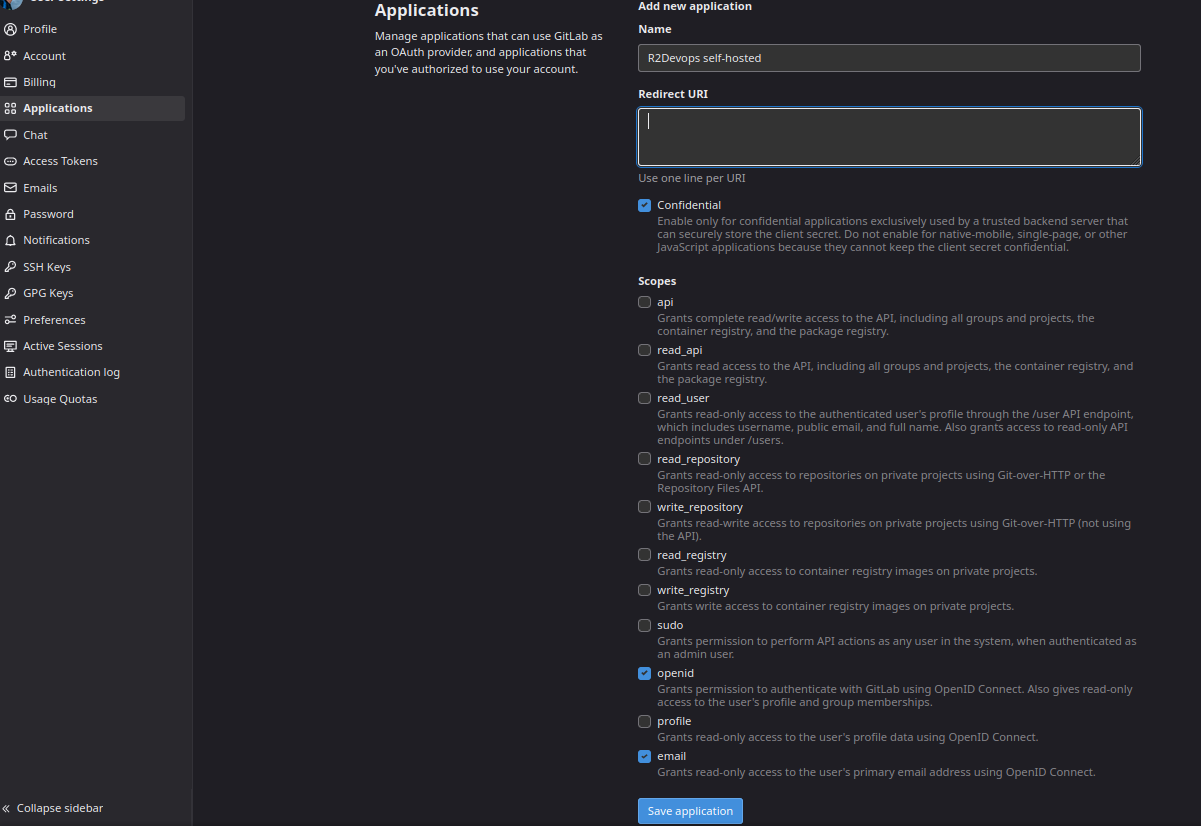 Profile
Account
Billing
Applications
Chat
Access Tokens
Emails
Password
Notifications
SSH Keys
GPG Keys
Preferences
Active Sessions
Authentication log
Usage Quotas
Collapse sidebar
Applications
Manage applications that can use GitLab as
an OAuth provider, and applications that
you've authorized to use your account.
Add new application
Name
R2Devops self-hosted
Redirect URI
Use one line per URI
Confidential
Enable only for confidential applications exclusively used by a trusted backend server that
can securely store the client secret. Do not enable for native-mobile, single-page, or other
JavaScript applications because they cannot keep the client secret confidential.
Scopes
api
Grants complete read/write access to the API, including all groups and projects, the
container registry, and the package registry.
read_api
Grants read access to the API, including all groups and projects, the container registry, and
the package registry.
read_user
Grants read-only access to the authenticated user's profile through the /user API endpoint,
which includes username, public email, and full name. Also grants access to read-only API
endpoints under /users.
read_repository
Grants read-only access to repositories on private projects using Git-over-HTTP or the
Repository Files API.
write_repository
Grants read-write access to repositories on private projects using Git-over-HTTP (not using
the API).
read_registry
Grants read-only access to container registry images on private projects.
write_registry
Grants write access to container registry images on private projects.
sudo
Grants permission to perform API actions as any user in the system, when authenticated as
an admin user.
openid
Grants permission to authenticate with GitLab using OpenID Connect. Also gives read-only
access to the user's profile and group memberships.
profile
Grants read-only access to the user's profile data using OpenID Connect.
email
Grants read-only access to the user's primary email address using OpenID Connect.
Save application